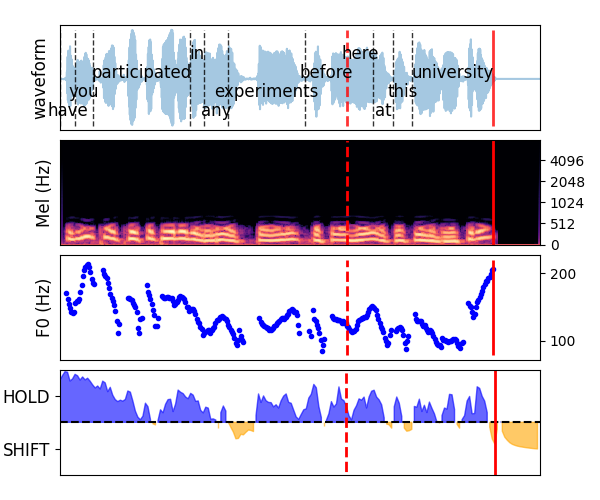 waveform
in
here
participated
before
university
you
experiments
this
have
any
at
Mel (Hz)
4096
2048
1024
512
0
F0 (Hz)
200
100
HOLD
SHIFT